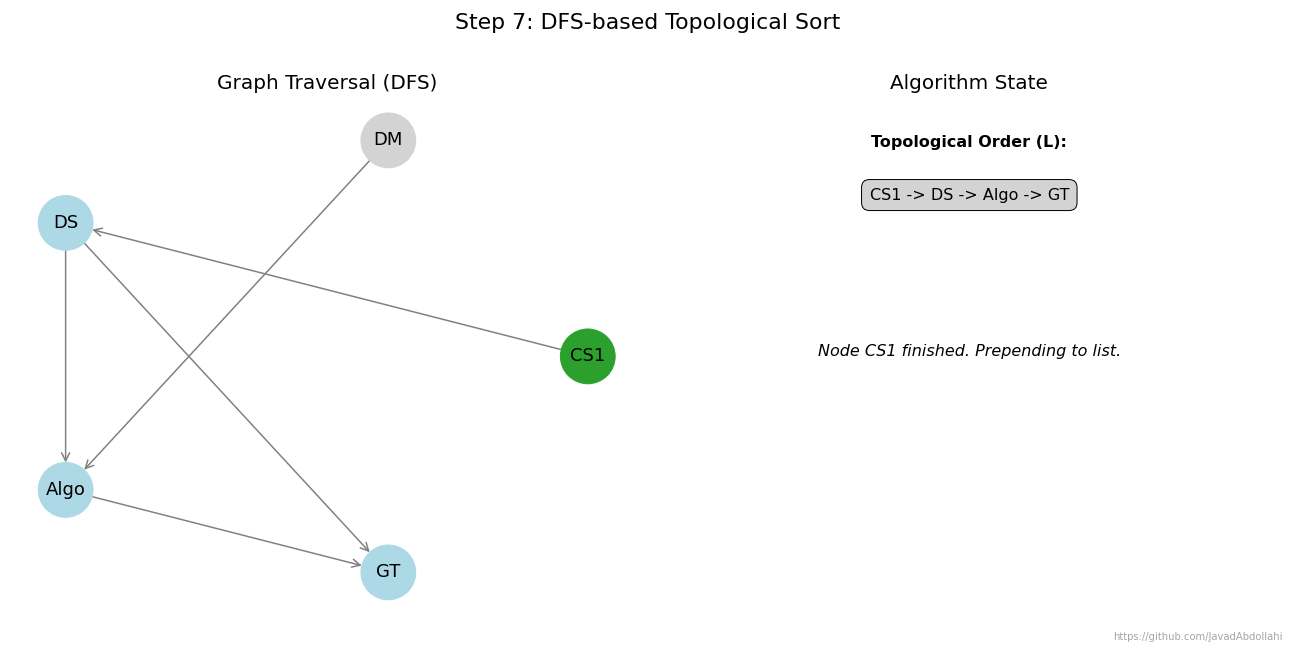 Step 7: DFS-based Topological Sort
Graph Traversal (DFS)
DM
DS
CS1
Algo
GT
Algorithm State
Topological Order (L):
CS1 -> DS -> Algo -> GT
Node CS1 finished. Prepending to list.
https://github.com/JavadAbdollahi